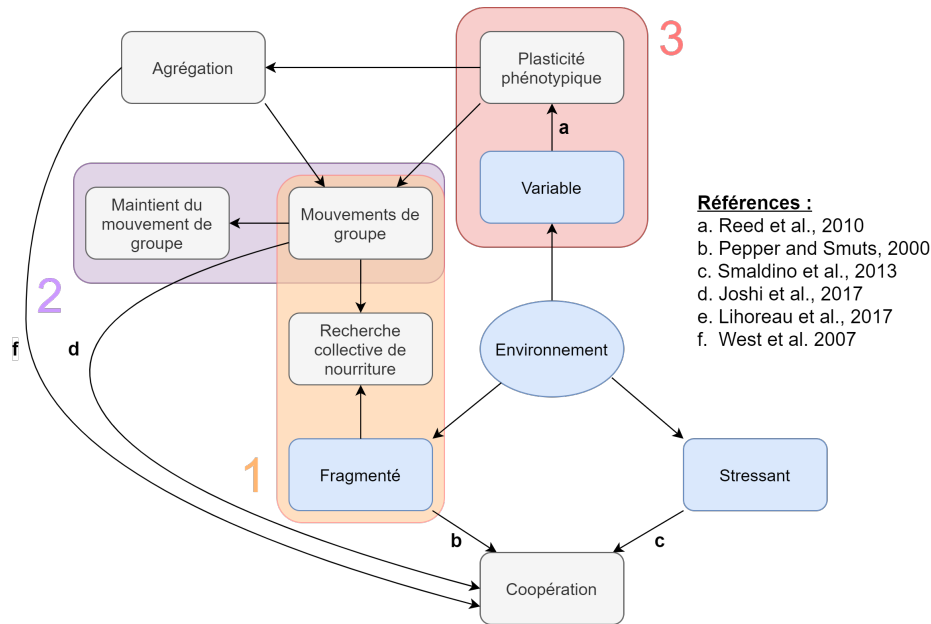 3
Agrégation
Plasticité
phénotypique
a
Variable
Maintient du
mouvement de
groupe
Mouvements de
groupe
2
Références :
a. Reed et al., 2010
b. Pepper and Smuts, 2000
c. Smaldino et al., 2013
d. Joshi et al., 2017
e. Lihoreau et al., 2017
f. West et al. 2007
f
d
Recherche
collective de
nourriture
Environnement
1
Fragmenté
Stressant
b
c
Coopération